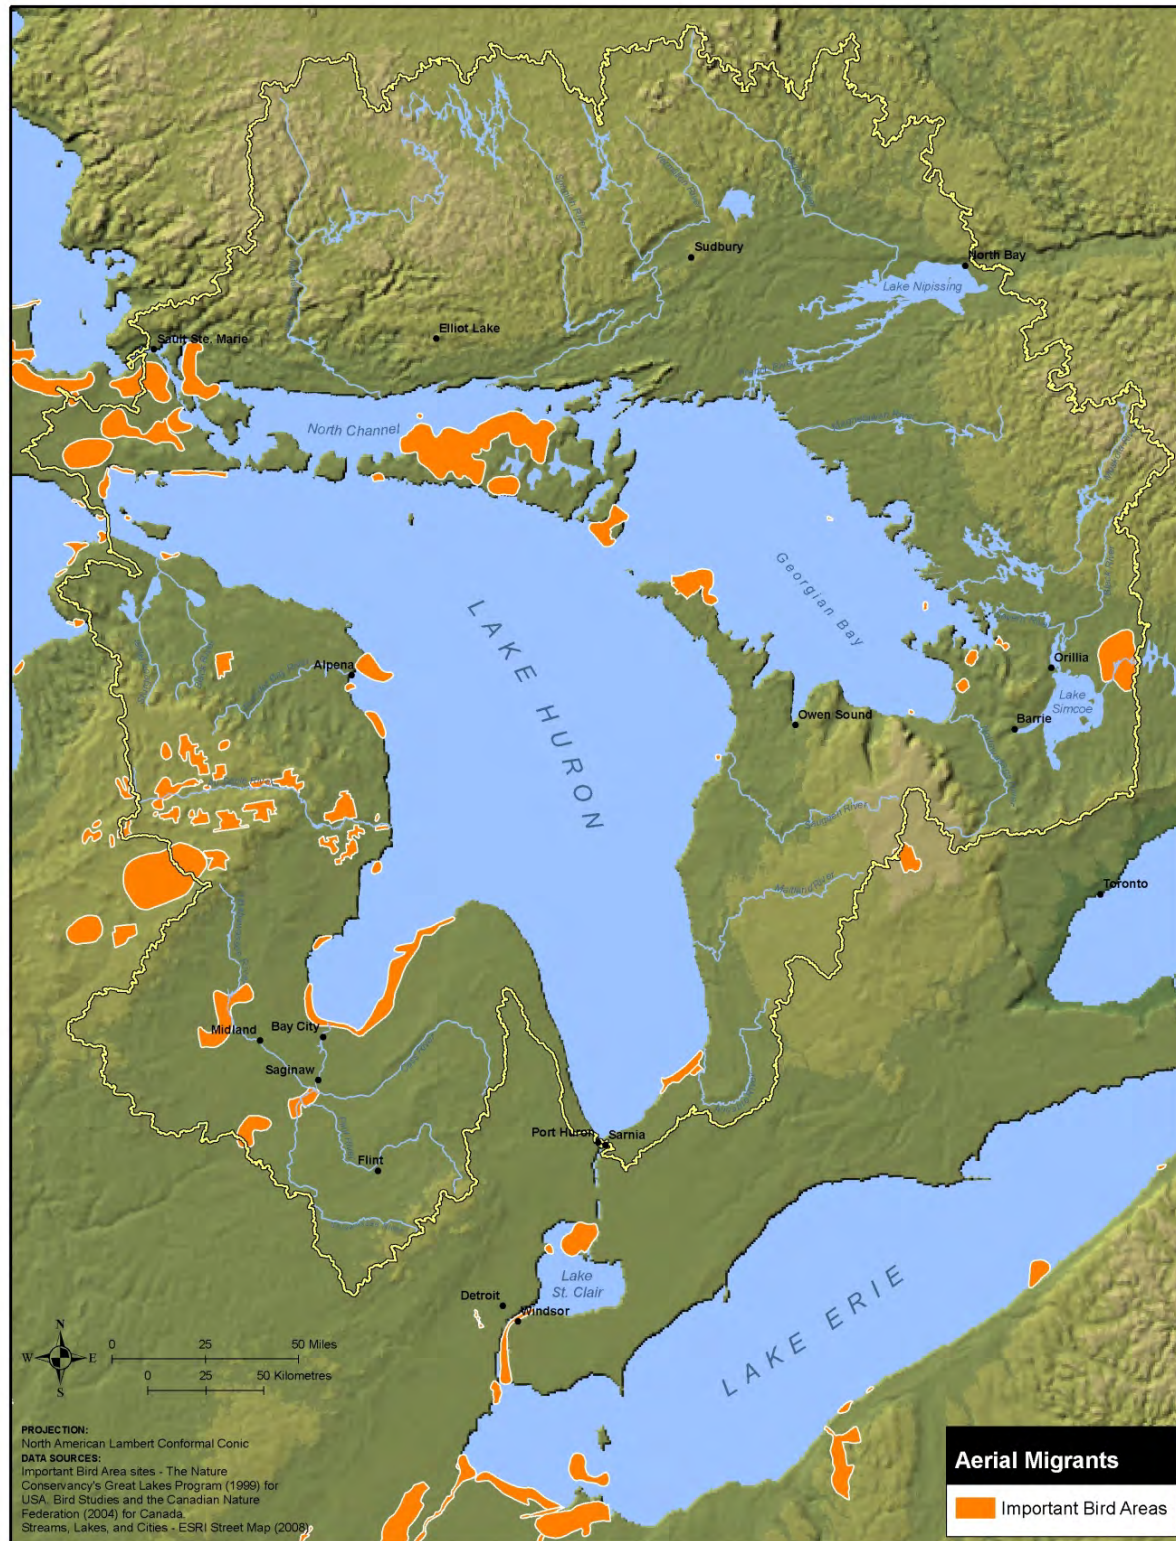 Sudbury
North Bay
Lake Nipissing
Elliot Lake
Sault Ste. Marie
North Channel
Georgian Bay
LAKE HURON
Alpena
Orillia
Lake
Simcoe
Owen Sound
Barrie
Saugeen River
Maitland River
Toronto
Midland
Bay City
Saginaw
Port Huron
Sarnia
Flint
Lake
St. Clair
Detroit
Windsor
LAKE ERIE
N
W E
S
0 25 50 Miles
0 25 50 Kilometres
PROJECTION:
North American Lambert Conformal Conic
DATA SOURCES:
Important Bird Area sites - The Nature
Conservancy's Great Lakes Program (1999) for
USA. Bird Studies and the Canadian Nature
Federation (2004) for Canada.
Streams, Lakes, and Cities - ESRI Street Map (2008)
Aerial Migrants
Important Bird Areas